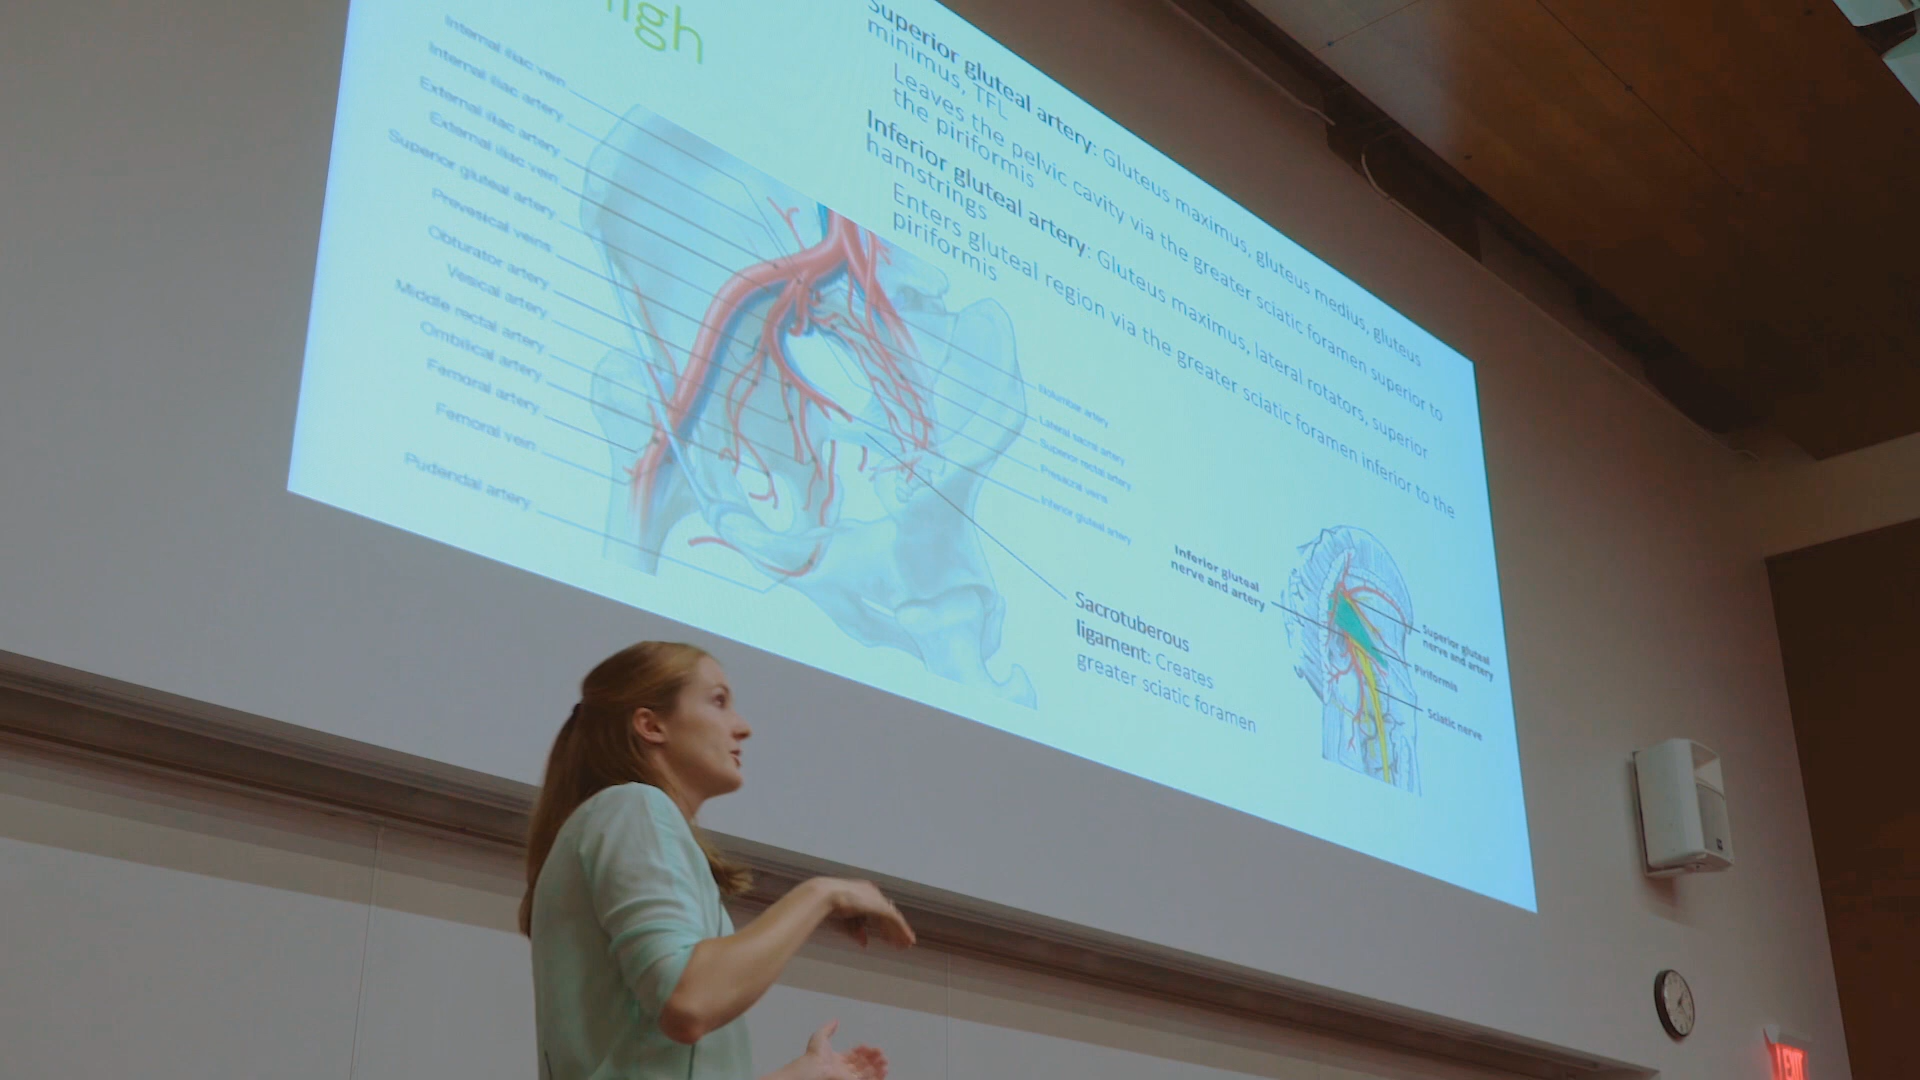 igh
Internal iliac vein
Internal iliac artery
External iliac artery
External iliac vein
Superior gluteal artery
Prevesical veins
Obturator artery
Vesical artery
Middle rectal artery
Ombilical artery
Femoral artery
Femoral vein
Pudendal artery
Superior gluteal artery: Gluteus maximus, gluteus medius, gluteus
minimus, TFL
Leaves the pelvic cavity via the greater sciatic foramen superior to
the piriformis
Inferior gluteal artery: Gluteus maximus, lateral rotators, superior
hamstrings
Enters gluteal region via the greater sciatic foramen inferior to the
piriformis
Iliolumbar artery
Lateral sacral artery
Superior rectal artery
Presacral veins
Inferior gluteal artery
Sacrotuberous
ligament: Creates
greater sciatic foramen
Inferior gluteal
nerve and artery
Superior gluteal
nerve and artery
Piriformis
Sciatic nerve
EXIT